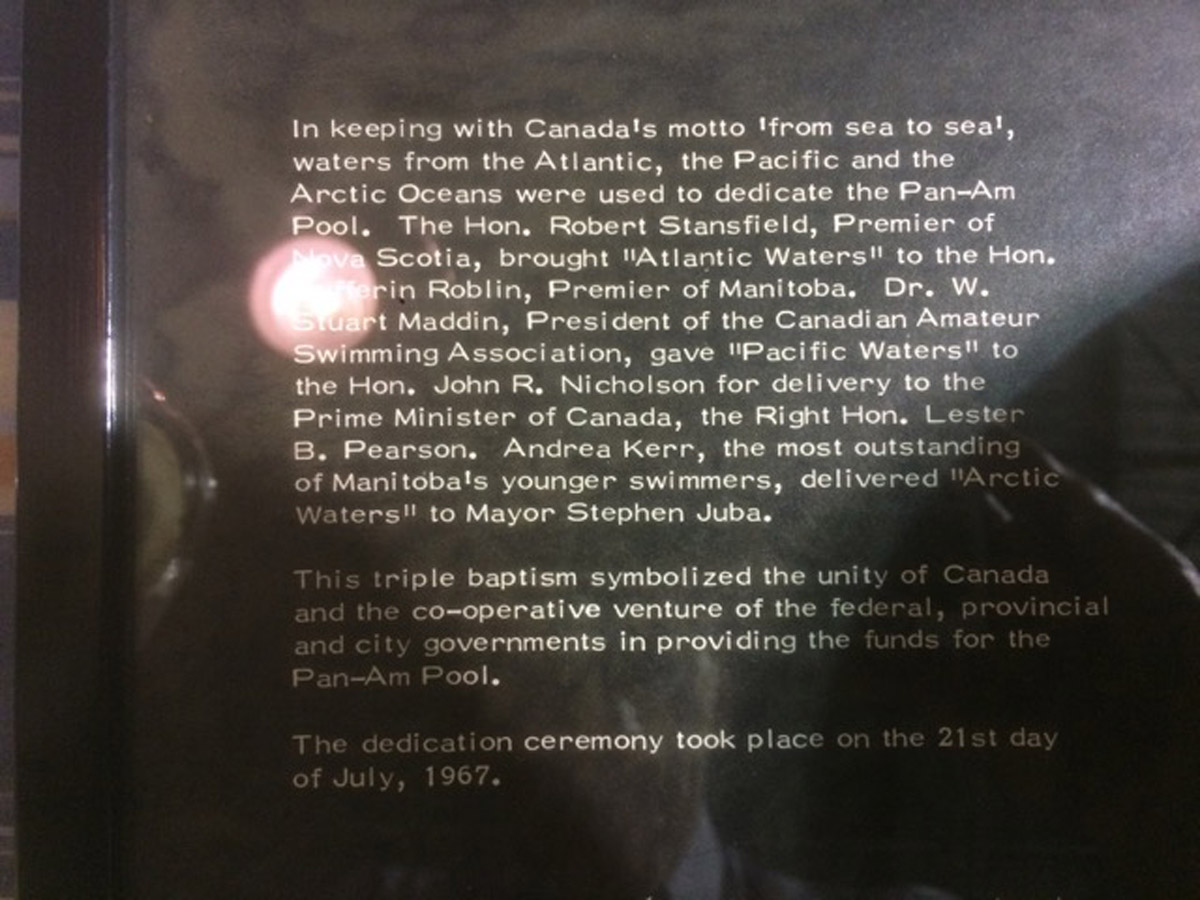 In keeping with Canada's motto 'from sea to sea',
waters from the Atlantic, the Pacific and the
Arctic Oceans were used to dedicate the Pan-Am
Pool. The Hon. Robert Stansfield, Premier of
Nova Scotia, brought "Atlantic Waters" to the Hon.
Dufferin Roblin, Premier of Manitoba. Dr. W.
Stuart Maddin, President of the Canadian Amateur
Swimming Association, gave "Pacific Waters" to
the Hon. John R. Nicholson for delivery to the
Prime Minister of Canada, the Right Hon. Lester
B. Pearson. Andrea Kerr, the most outstanding
of Manitoba's younger swimmers, delivered "Arctic
Waters" to Mayor Stephen Juba.
This triple baptism symbolized the unity of Canada
and the co-operative venture of the federal, provincial
and city governments in providing the funds for the
Pan-Am Pool.
The dedication ceremony took place on the 21st day
of July, 1967.